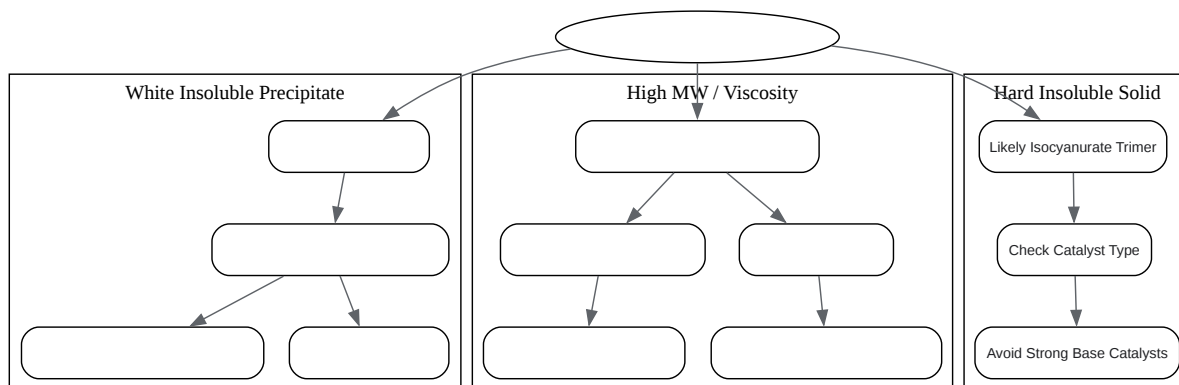 White Insoluble Precipitate
High MW / Viscosity
Hard Insoluble Solid
Likely Isocyanurate Trimer
Check Catalyst Type
Avoid Strong Base Catalysts